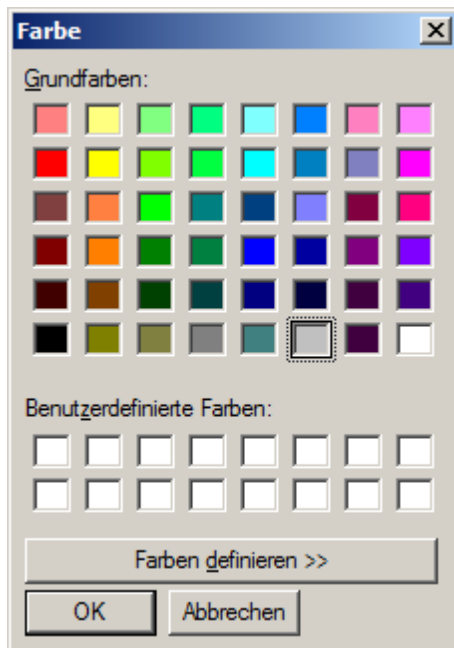 Farbe
Grundfarben:
Benutzerdefinierte Farben:
Farben definieren >>
OK Abbrechen